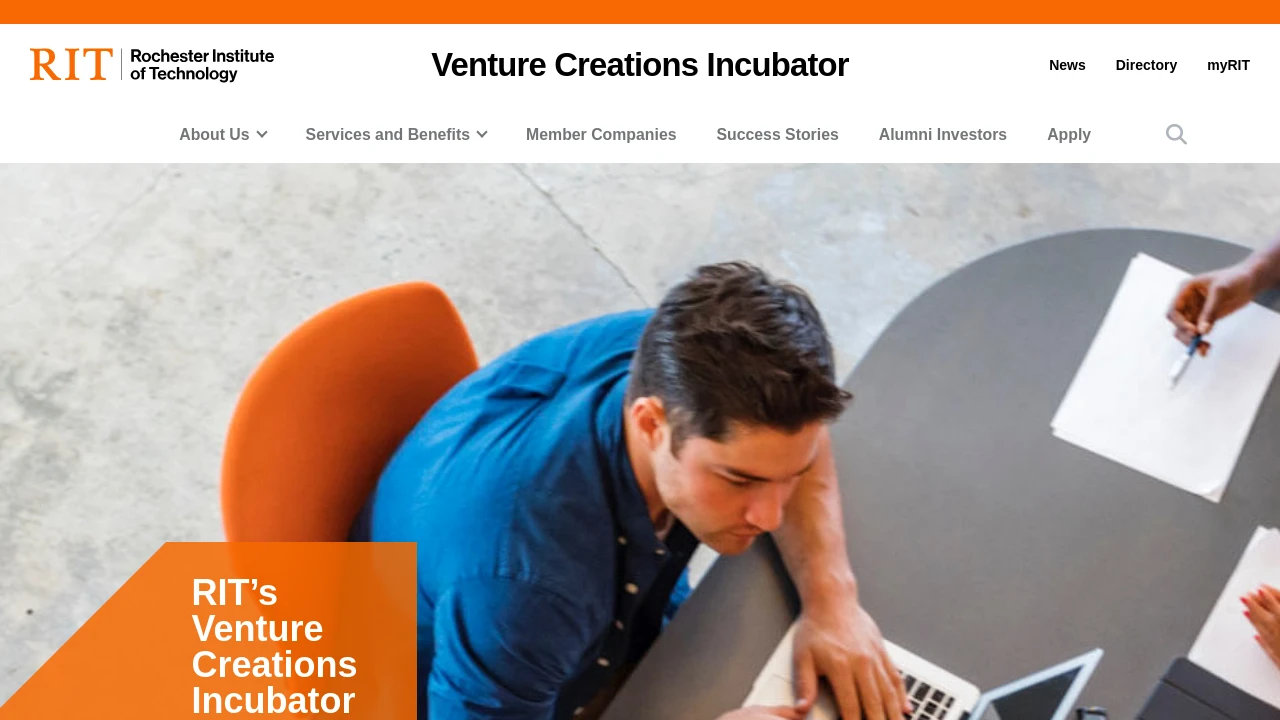 RIT
Rochester Institute
of Technology
Venture Creations Incubator
News
Directory
myRIT
About Us
Services and Benefits
Member Companies
Success Stories
Alumni Investors
Apply
RIT’s
Venture
Creations
Incubator